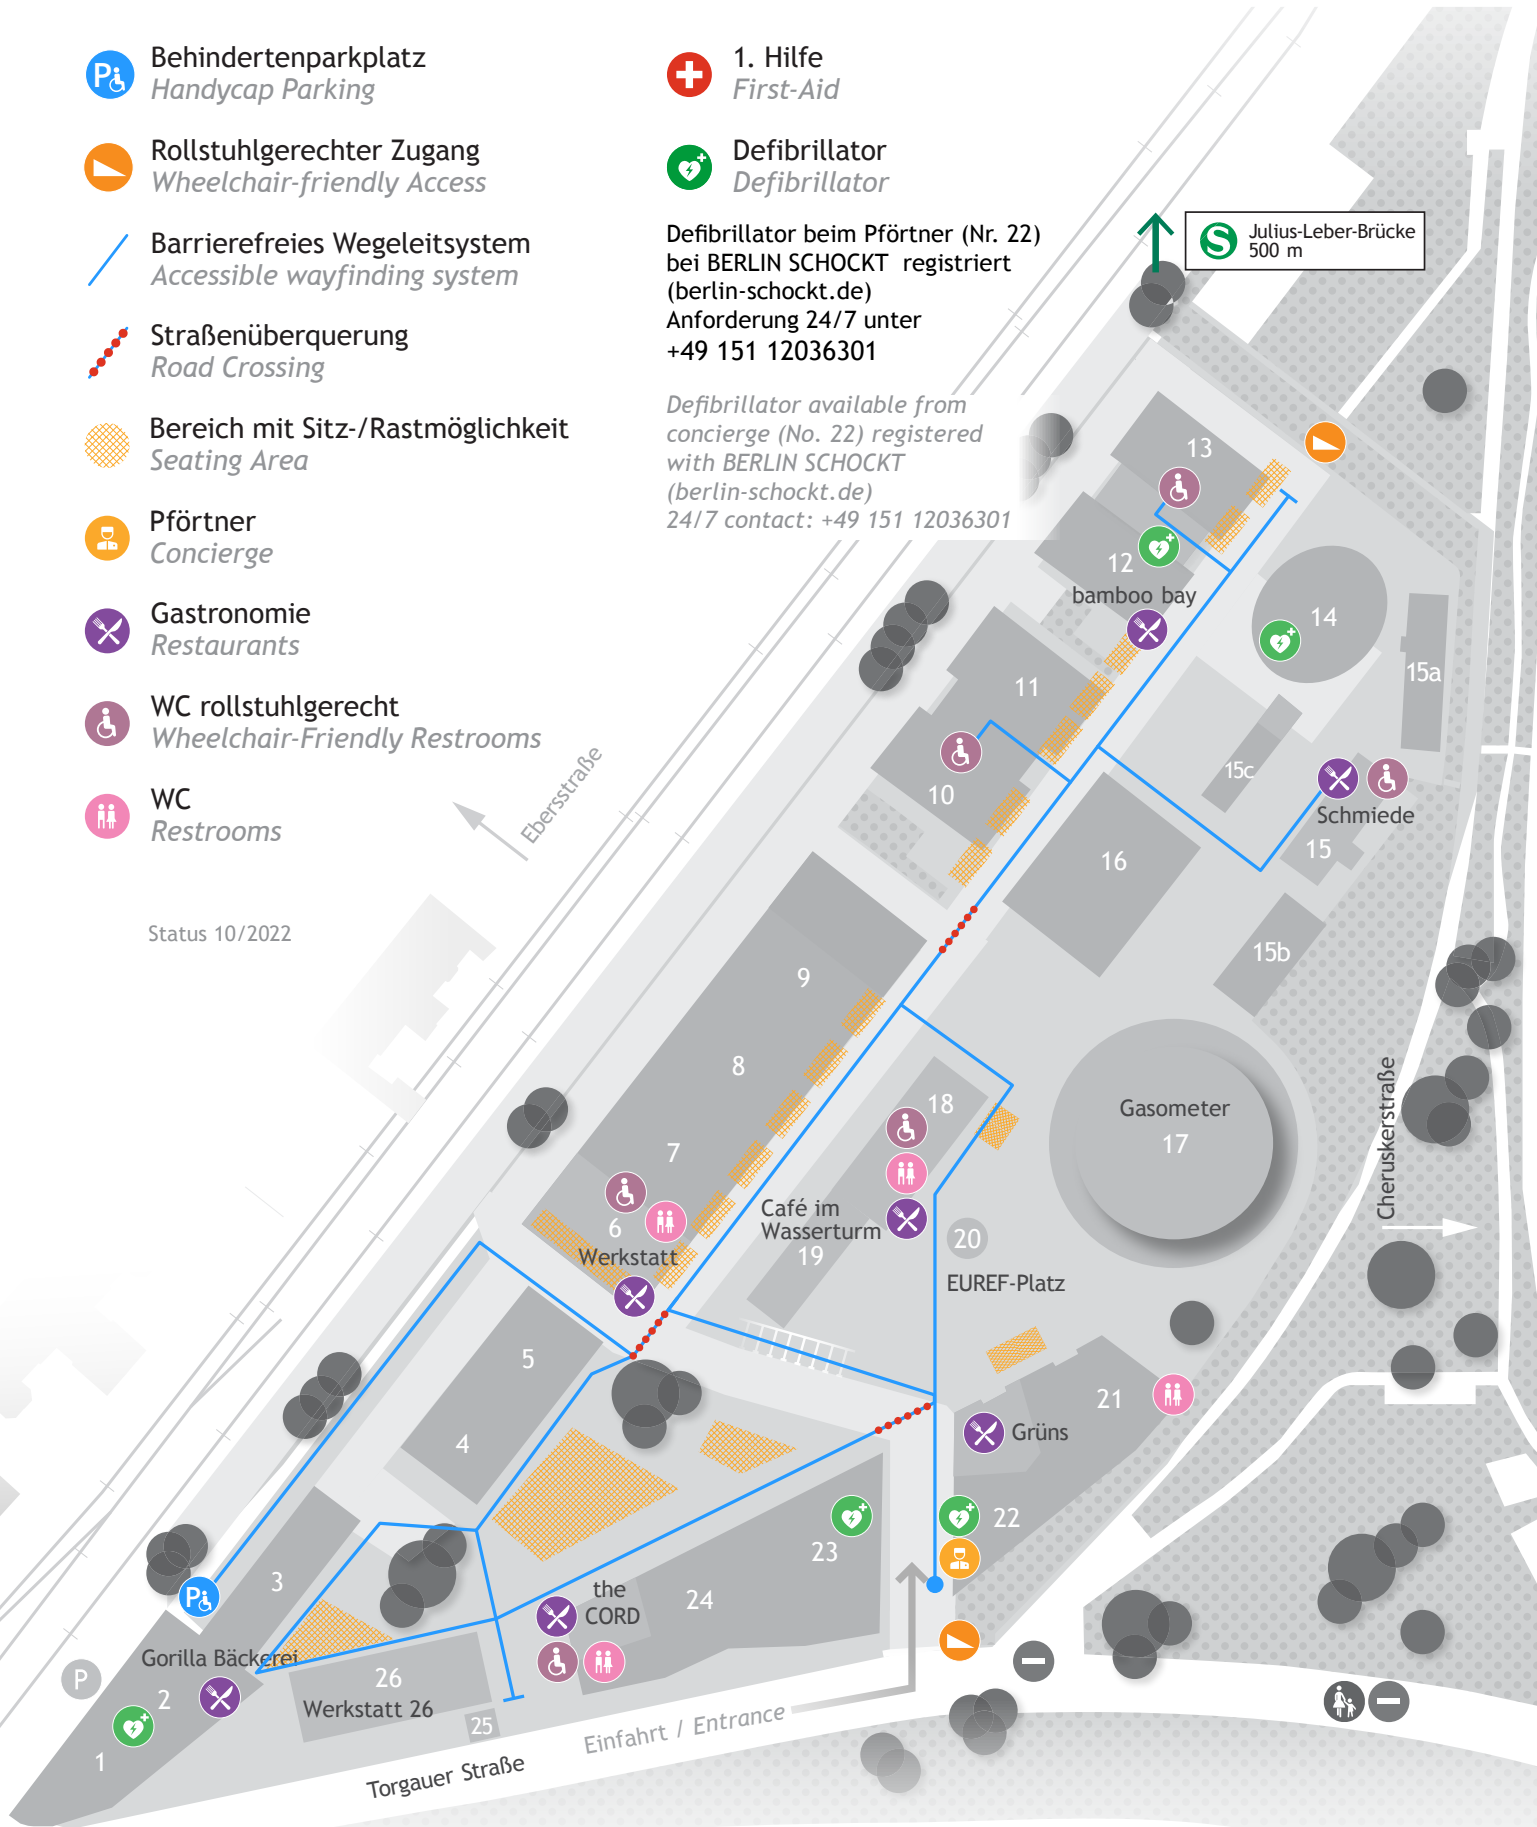 Behindertenparkplatz
Handycap Parking
Rollstuhlgerechter Zugang
Wheelchair-friendly Access
Barrierefreies Wegeleitsystem
Accessible wayfinding system
Straßenüberquerung
Road Crossing
Bereich mit Sitz-/Rastmöglichkeit
Seating Area
Pförtner
Concierge
Gastronomie
Restaurants
WC rollstuhlgerecht
Wheelchair-Friendly Restrooms
WC
Restrooms
Status 10/2022
1. Hilfe
First-Aid
Defibrillator
Defibrillator
Defibrillator beim Pförtner (Nr. 22)
bei BERLIN SCHOCKT registriert
(berlin-schockt.de)
Anforderung 24/7 unter
+49 151 12036301
Defibrillator available from
concierge (No. 22) registered
with BERLIN SCHOCKT
(berlin-schockt.de)
24/7 contact: +49 151 12036301
S
Julius-Leber-Brücke
500 m
13
12
bamboo bay
14
15a
11
15c
10
Schmiede
15
16
15b
Ebersstraße
9
8
7
6
Werkstatt
18
Café im
Wasserturm
19
Gasometer
17
20
EUREF-Platz
Cheruskerstraße
5
4
21
Grüns
22
23
24
the
CORD
3
P
P
Gorilla Bäckerei
2
1
26
Werkstatt 26
25
Einfahrt / Entrance
Torgauer Straße